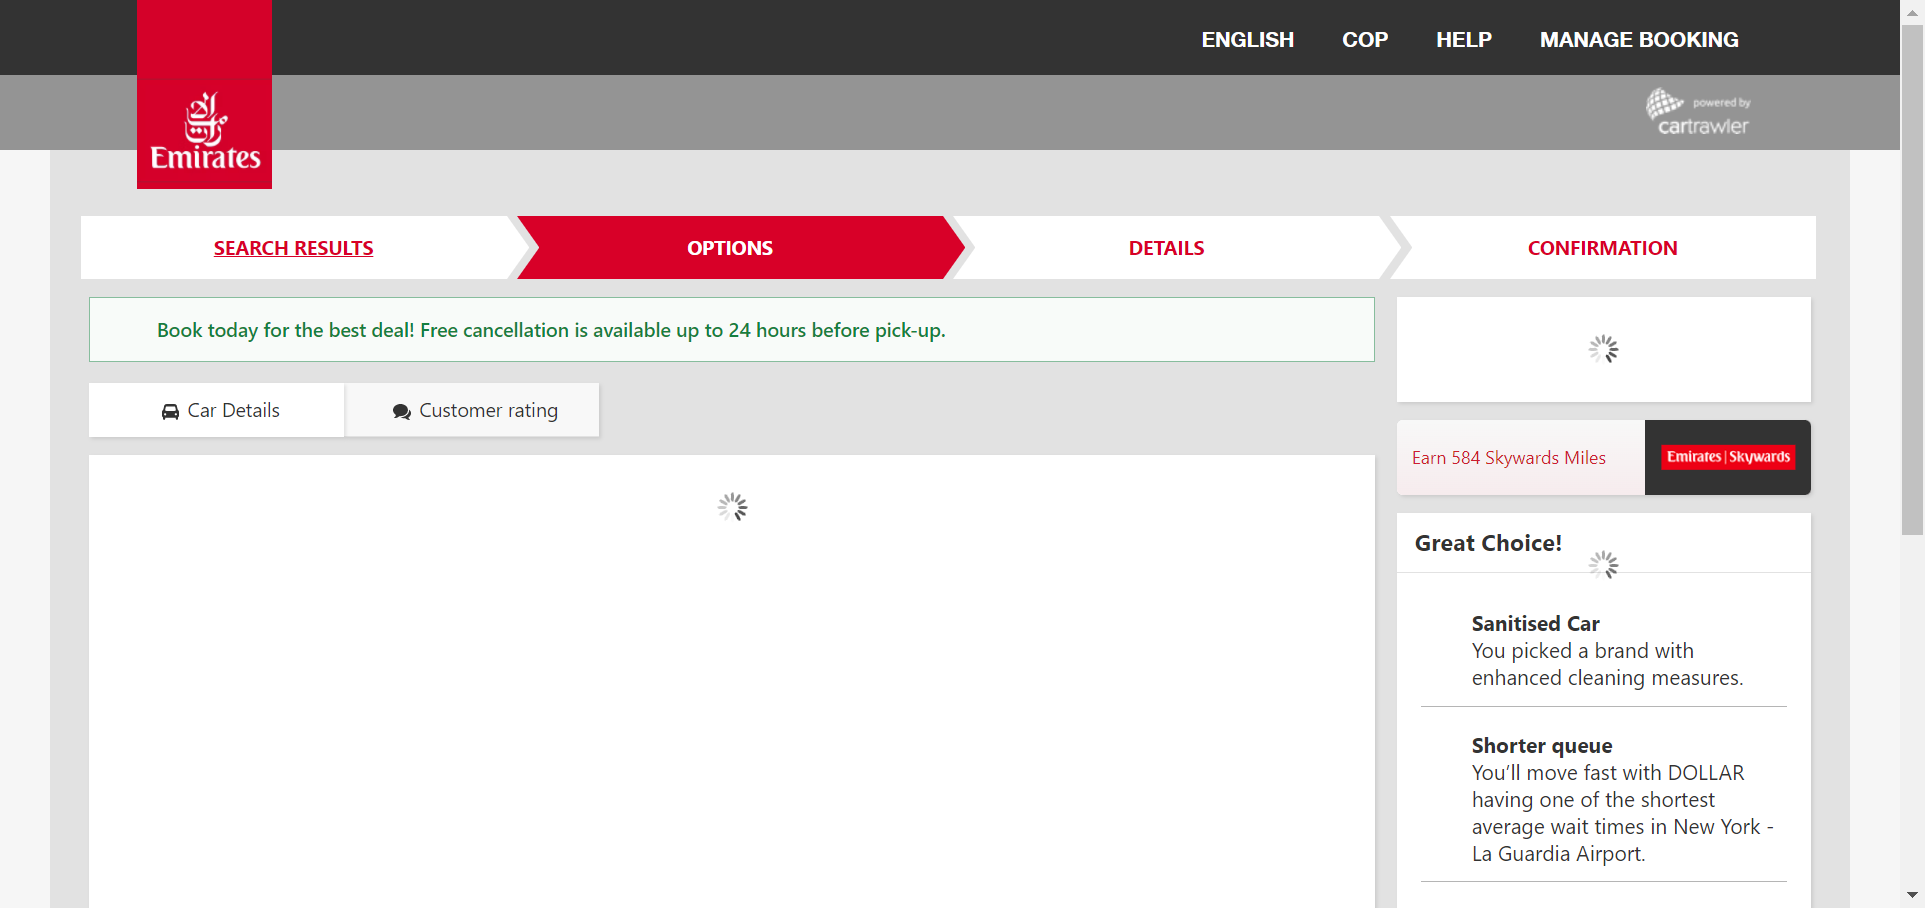 ENGLISH
COP
HELP
MANAGE BOOKING
Emirates
powered by
cartrawler
SEARCH RESULTS
OPTIONS
DETAILS
CONFIRMATION
Book today for the best deal! Free cancellation is available up to 24 hours before pick-up.
Car Details
Customer rating
Earn 584 Skywards Miles
Emirates | Skywards
Great Choice!
Sanitised Car
You picked a brand with
enhanced cleaning measures.
Shorter queue
You’ll move fast with DOLLAR
having one of the shortest
average wait times in New York -
La Guardia Airport.